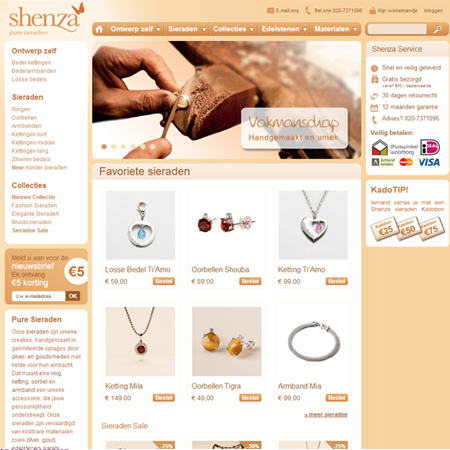 shenza
pure sieraden
E-mail ons
Bel ons 020-7371096
Mijn winkelmandje
Inloggen
Ontwerp zelf
Sieraden
Collecties
Edelstenen
Materialen
Ontwerp zelf
Bedel kettingen
Bedelarmbanden
Losse bedels
Sieraden
Ringen
Oorbellen
Armbanden
Kettingen kort
Kettingen middel
Kettingen lang
Zilveren bedels
New: Kinder sieraden
Collecties
Nieuwe Collectie
Fashion Sieraden
Elegante Sieraden
Bruidssieraden
Sieraden Sale
Meld u aan voor de
nieuwsbrief
En ontvang
€5 korting
€5
Uw e-mailadres
OK
Pure Sieraden
Onze sieraden zijn unieke
creaties, handgemaakt in
gelimiteerde oplages door
zilver- en goudsmeden met
liefde voor hun ambacht.
Dat maakt elke ring,
ketting, oorbel en
armband een unieke
accessoire, die jouw
persoonlijkheid
onderstreept. Onze
sieraden zijn vervaardigd
van kostbare materialen
zoals zilver, goud,
edelstenen, parels
Vakmanschap
Handgemaakt en uniek
Favoriete sieraden
Losse Bedel Ti'Amo
€ 59,00
Bestel
Oorbellen Shouba
€ 89,00
Bestel
Ketting Ti'Amo
€ 99,00
Bestel
Ketting Mila
€ 149,00
Bestel
Oorbellen Tigra
€ 49,00
Bestel
Armband Mia
€ 99,00
Bestel
» meer sieraden
Sieraden Sale
-25%
-25%
-25%
Shenza Service
Snel en veilig geleverd
Gratis bezorgd
vanaf €45 - bestelwaarde
30 dagen retourrecht
12 maanden garantie
Advies? 020-7371096
Veilig betalen:
thuiswinkel
waarborg
iDEAL
Achteraf
betalen
VISA
KadoTIP!
Iemand verras je met een
Shenza sieraden Kadobon
€25
€50
€75